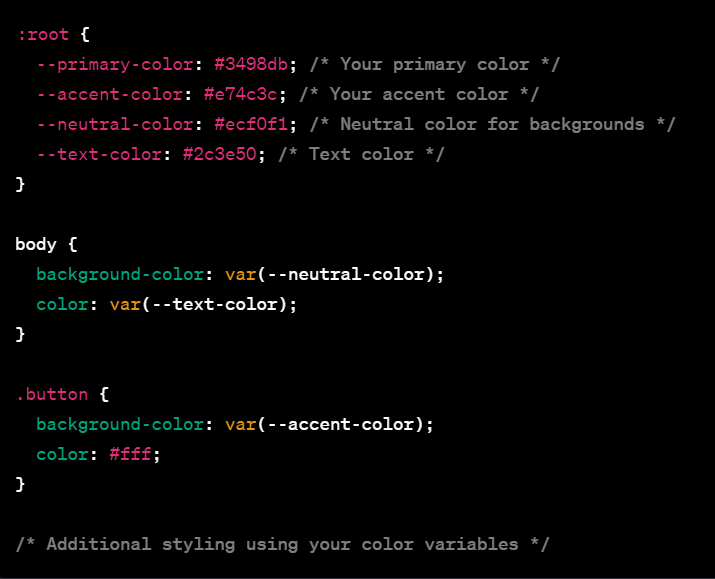 :root {
  --primary-color: #3498db; /* Your primary color */
  --accent-color: #e74c3c; /* Your accent color */
  --neutral-color: #ecf0f1; /* Neutral color for backgrounds */
  --text-color: #2c3e50; /* Text color */
}

body {
  background-color: var(--neutral-color);
  color: var(--text-color);
}

.button {
  background-color: var(--accent-color);
  color: #fff;
}

/* Additional styling using your color variables */